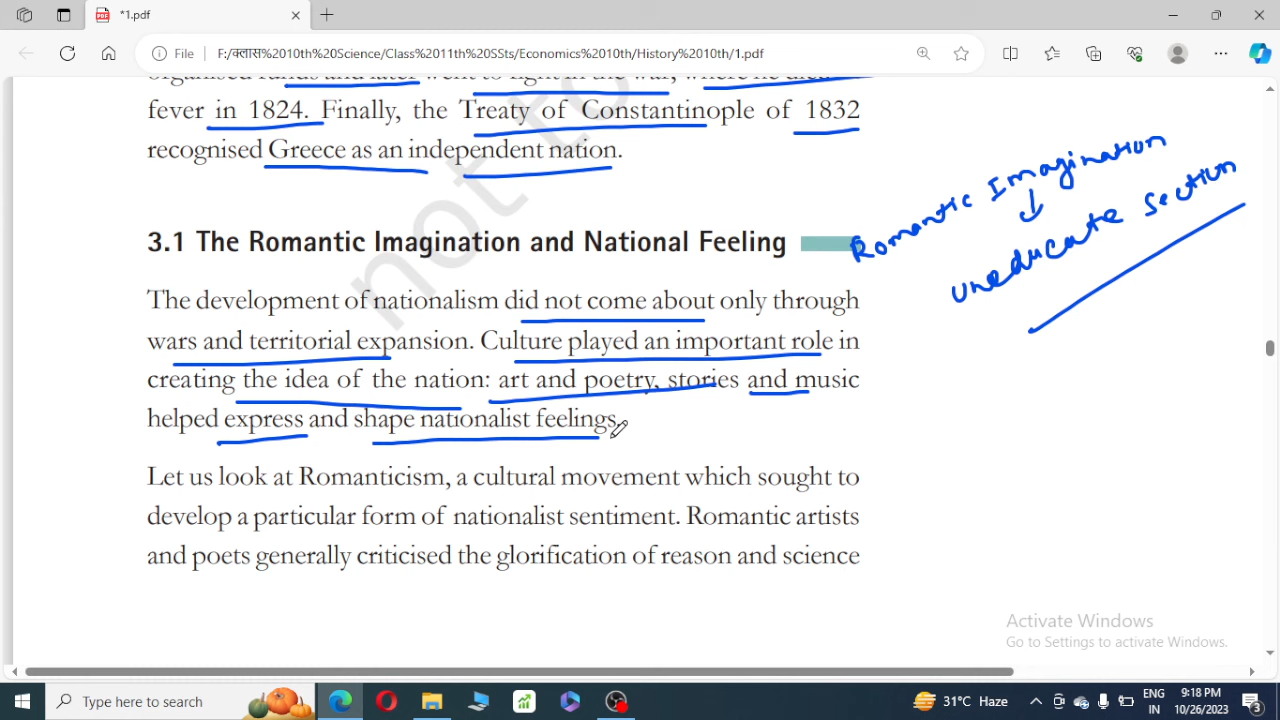 *1.pdf
File
F:/क्लास%2010th%20Science/Class%2011th%20SSts/Economics%2010th/History%2010th/1.pdf
fever in 1824. Finally, the Treaty of Constantinople of 1832
recognised Greece as an independent nation.
not to
3.1 The Romantic Imagination and National Feeling
The development of nationalism did not come about only through
wars and territorial expansion. Culture played an important role in
creating the idea of the nation: art and poetry, stories and music
helped express and shape nationalist feelings.
Let us look at Romanticism, a cultural movement which sought to
develop a particular form of nationalist sentiment. Romantic artists
and poets generally criticised the glorification of reason and science
Romantic Imagination
↓
uneducate Section
Activate Windows
Go to Settings to activate Windows.
Type here to search
31°C Haze
ENG
IN
9:18 PM
10/26/2023
3